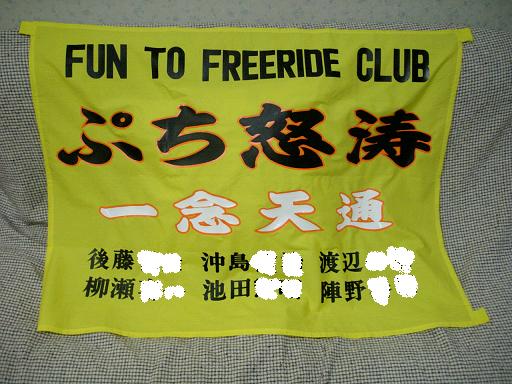 FUN TO FREERIDE CLUB
ぷち怒涛
一念天通
後藤 沖島 渡辺
柳瀬 池田 陣野